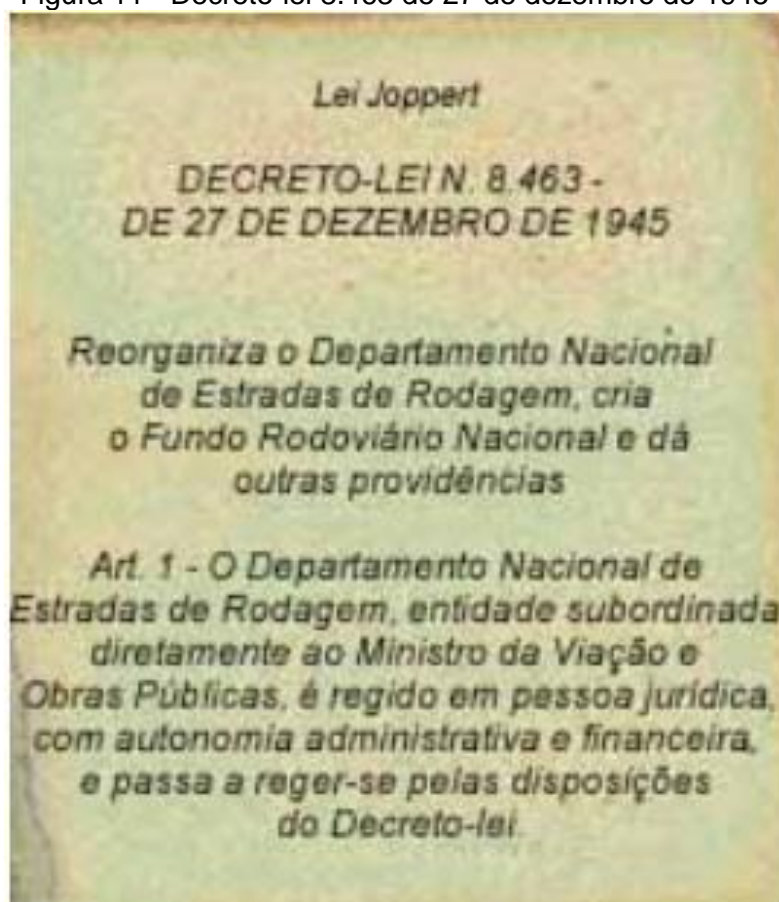 Lei Joppert
DECRETO-LEI N. 8.463 -
DE 27 DE DEZEMBRO DE 1945
Reorganiza o Departamento Nacional
de Estradas de Rodagem, cria
o Fundo Rodoviário Nacional e dá
outras providências
Art. 1 - O Departamento Nacional de
Estradas de Rodagem, entidade subordinada
diretamente ao Ministro da Viação e
Obras Públicas, é regido em pessoa jurídica,
com autonomia administrativa e financeira,
e passa a reger-se pelas disposições
do Decreto-lei.